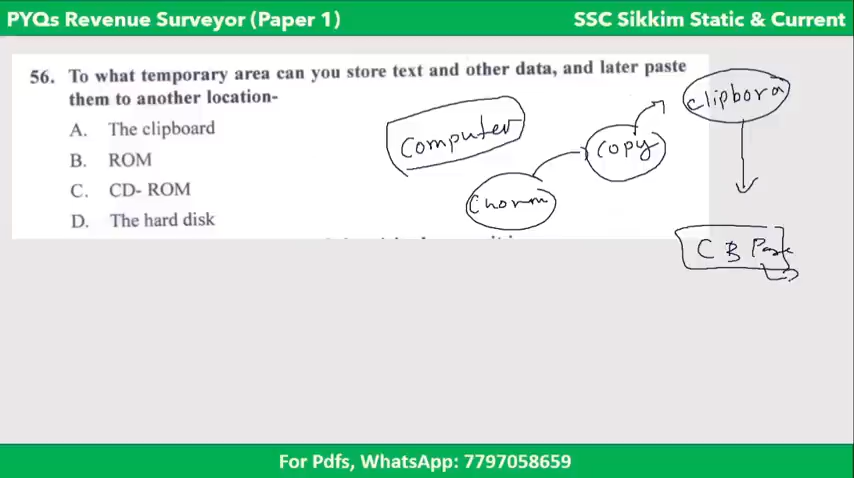 PYQs Revenue Surveyor (Paper 1)
SSC Sikkim Static & Current
56. To what temporary area can you store text and other data, and later paste
them to another location-
A. The clipboard
B. ROM
C. CD- ROM
D. The hard disk
Computer
Copy
Clipbora
Chorm
C B Paste
For Pdfs, WhatsApp: 7797058659